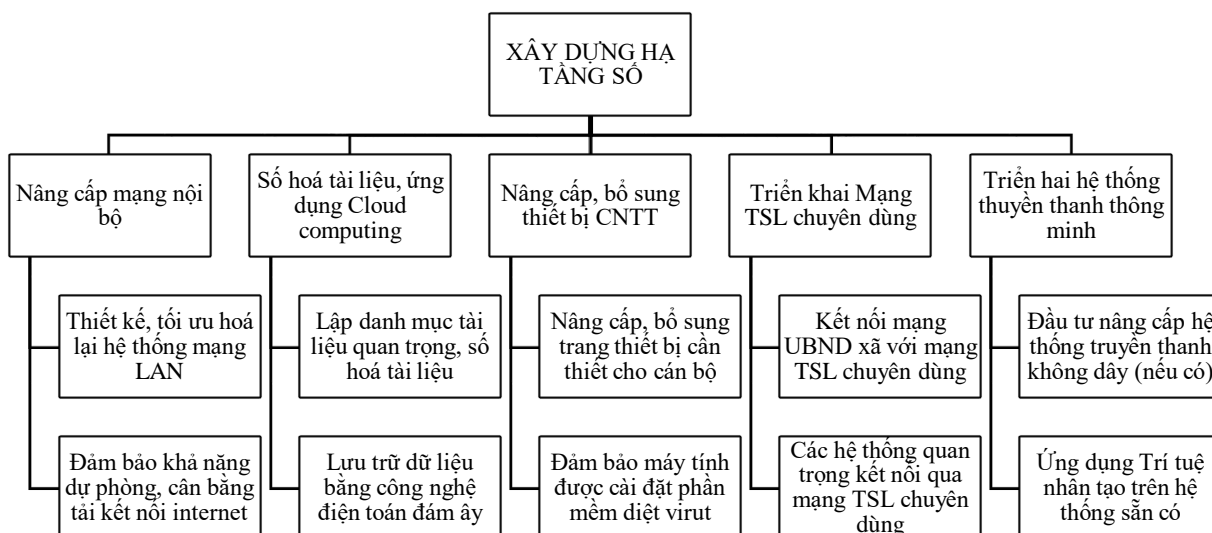 XÂY DỰNG HẠ
TẦNG SỐ
Nâng cấp mạng nội
bộ
Số hoá tài liệu, ứng
dụng Cloud
computing
Nâng cấp, bổ sung
thiết bị CNTT
Triển khai Mạng
TSL chuyên dùng
Triển hai hệ thống
thuyền thanh thông
minh
Thiết kế, tối ưu hoá
lại hệ thống mạng
LAN
Lập danh mục tài
liệu quan trọng, số
hoá tài liệu
Nâng cấp, bổ sung
trang thiết bị cần
thiết cho cán bộ
Kết nối mạng
UBND xã với mạng
TSL chuyên dùng
Đầu tư nâng cấp hệ
thống truyền thanh
không dây (nếu có)
Đảm bảo khả năng
dự phòng, cân bằng
tải kết nối internet
Lưu trữ dữ liệu
bằng công nghệ
điện toán đám ây
Đảm bảo máy tính
được cài đặt phần
mềm diệt virut
Các hệ thống quan
trọng kết nối qua
mạng TSL chuyên
dùng
Ứng dụng Trí tuệ
nhân tạo trên hệ
thống sẵn có